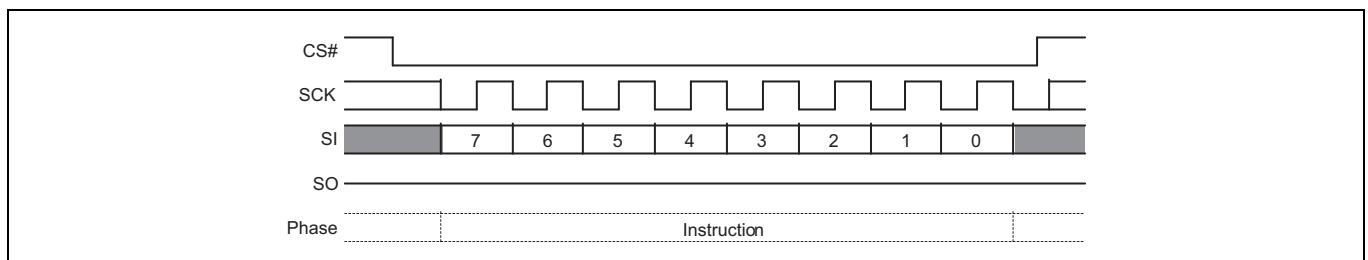 CS#
SCK
SI 7 6 5 4 3 2 1 0
SO
Phase Instruction